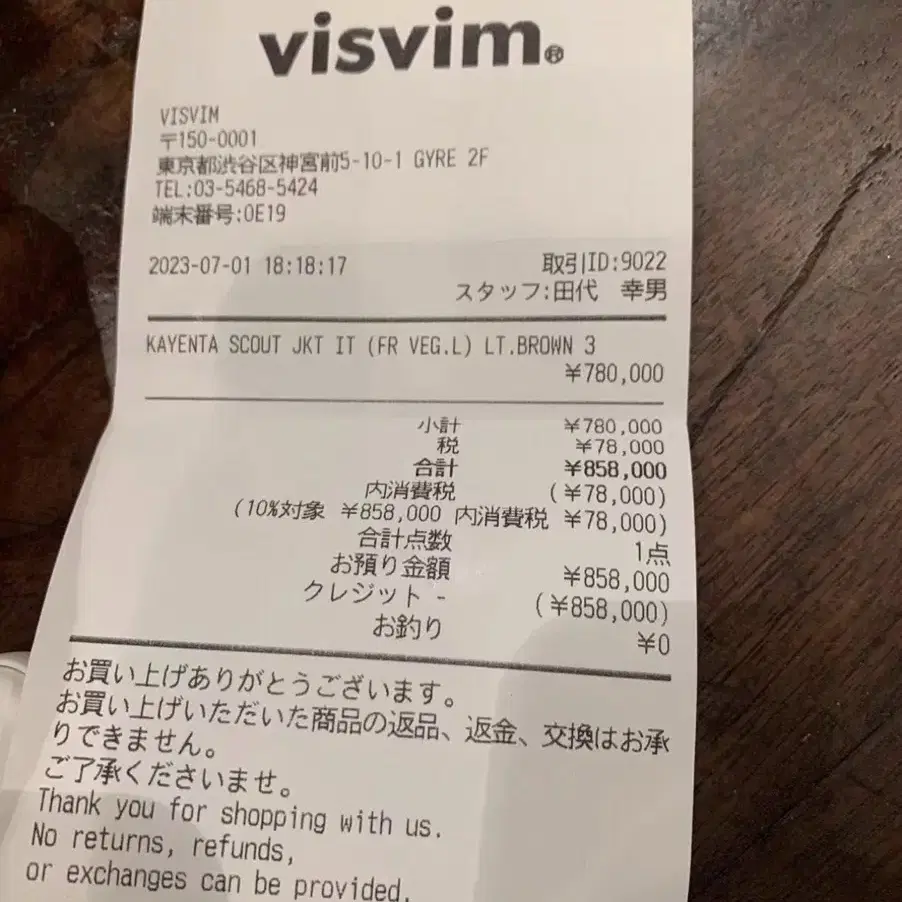 visvim®
VISVIM
〒150-0001
東京都渋谷区神宮前5-10-1 GYRE 2F
TEL:03-5468-5424
端末番号:0E19
2023-07-01 18:18:17 取引ID:9022
スタッフ:田代 幸男
KAYENTA SCOUT JKT IT (FR VEG.L) LT.BROWN 3
¥780,000
小計 ¥780,000
税 ¥78,000
合計 ¥858,000
内消費税 (¥78,000)
(10%対象 ¥858,000 内消費税 ¥78,000)
合計点数 1点
お預り金額 ¥858,000
クレジット - (¥858,000)
お釣り ¥0
お買い上げありがとうございます。
お買い上げいただいた商品の返品、返金、交換はお承
りできません。
ご了承くださいませ。
Thank you for shopping with us.
No returns, refunds,
or exchanges can be provided.